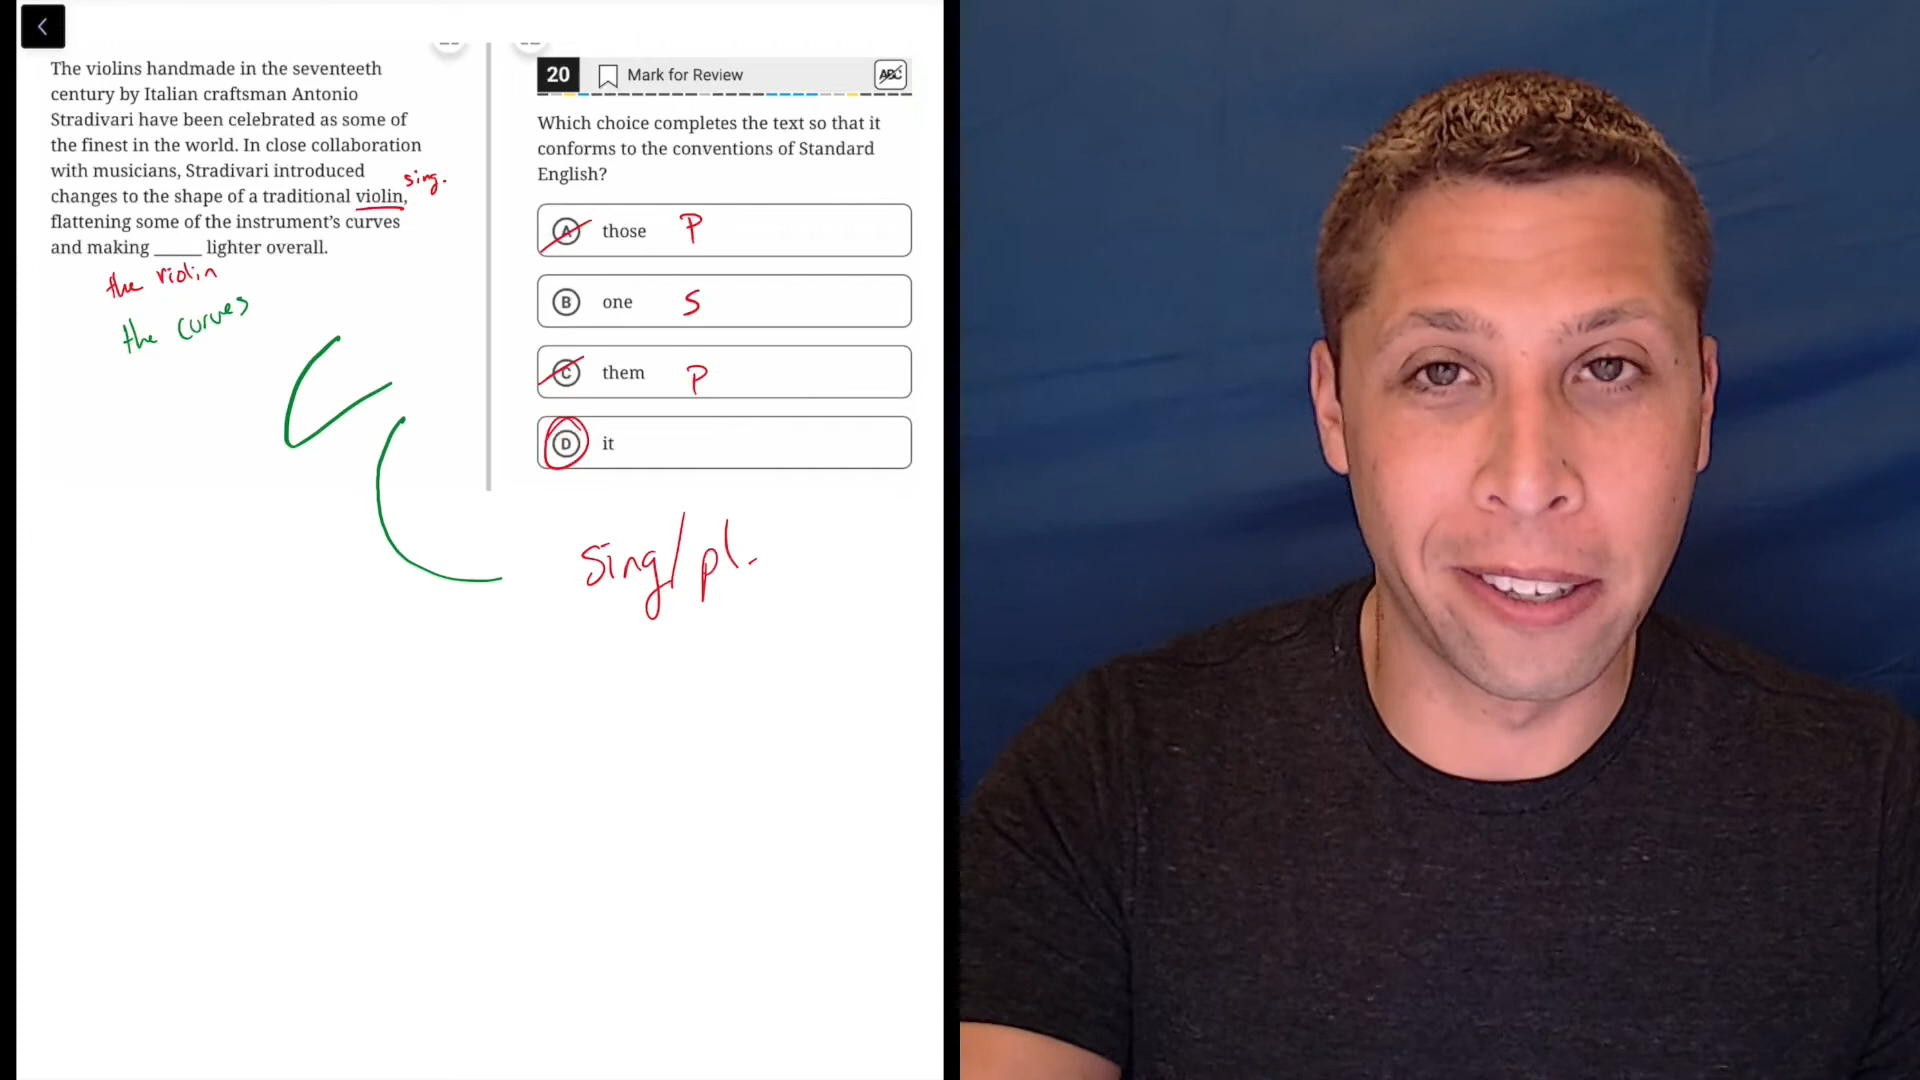 The violins handmade in the seventeeth
century by Italian craftsman Antonio
Stradivari have been celebrated as some of
the finest in the world. In close collaboration
with musicians, Stradivari introduced
sing.
changes to the shape of a traditional violin,
flattening some of the instrument's curves
and making _____ lighter overall.
the violin
the curves
20 Mark for Review ABC
Which choice completes the text so that it
conforms to the conventions of Standard
English?
A those P
B one S
C them P
D it
sing/pl.